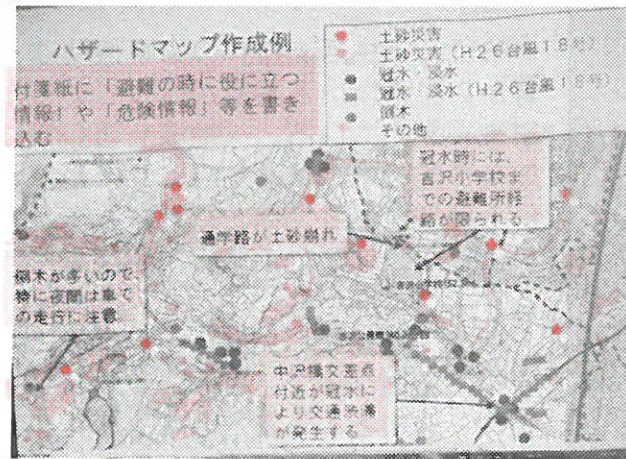 ハザードマップ作成例
付箋紙に「避難の時に役に立つ
情報」や「危険情報」等を書き
込む
土砂災害
土砂災害(H26台風18号)
冠水・浸水
冠水・浸水(H26台風18号)
倒木
その他
冠水時には、
吉沢小学校ま
での避難所経
路が限られる
通学路が土砂崩れ
倒木が多いので、
特に夜間は車で
の走行に注意
中沢橋交差点
付近が冠水に
より交通渋滞
が発生する